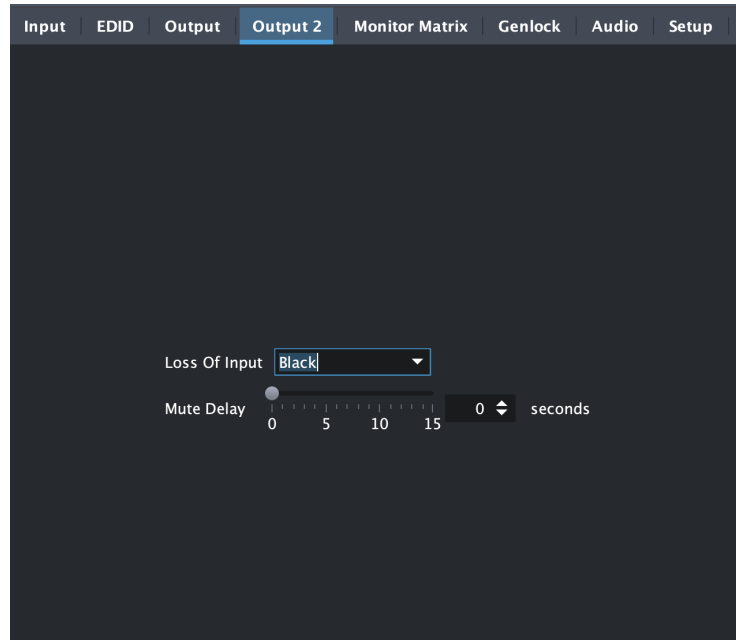 Input EDID Output Output 2 Monitor Matrix Genlock Audio Setup
Loss Of Input Black
Mute Delay 0 seconds
0 5 10 15